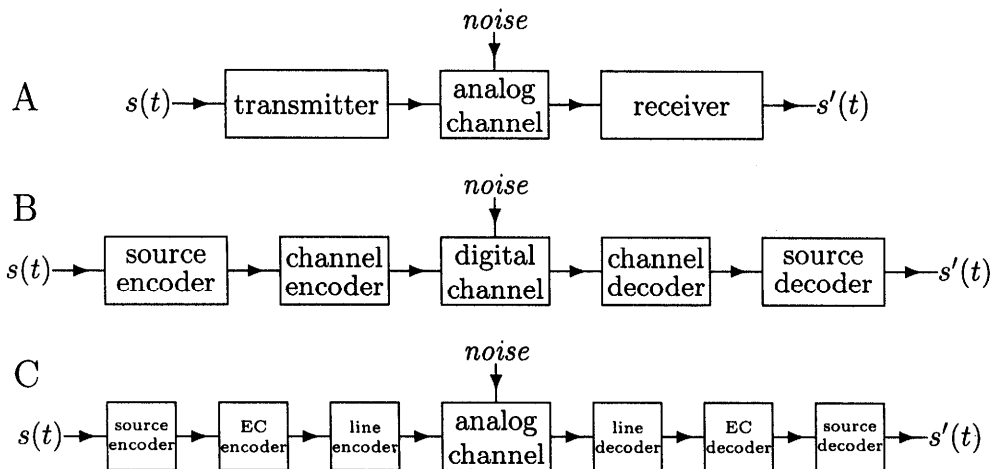 noise
A
s(t) transmitter analog channel receiver s′(t)
noise
B
s(t) source encoder channel encoder digital channel channel decoder source decoder s′(t)
noise
C
s(t) source encoder EC encoder line encoder analog channel line decoder EC decoder source decoder s′(t)